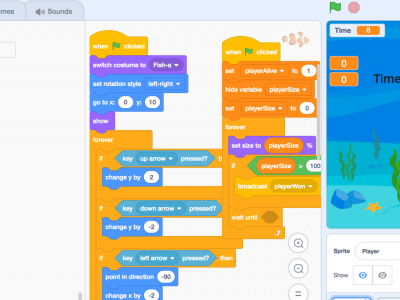 mes
Sounds
when clicked
switch costume to Fish-a
set rotation style left-right
go to x: 0 y: 10
show
forever
if key up arrow pressed?
change y by 2
if key down arrow pressed?
change y by -2
if key left arrow pressed? then
point in direction -90
change x by -2
when clicked
set playerAlive to 1
hide variable playerSize
set playerSize to 0
forever
set size to playerSize %
if playerSize > 100
broadcast playerWon
wait until
Time 6
0
0
Time
Sprite Player
Show